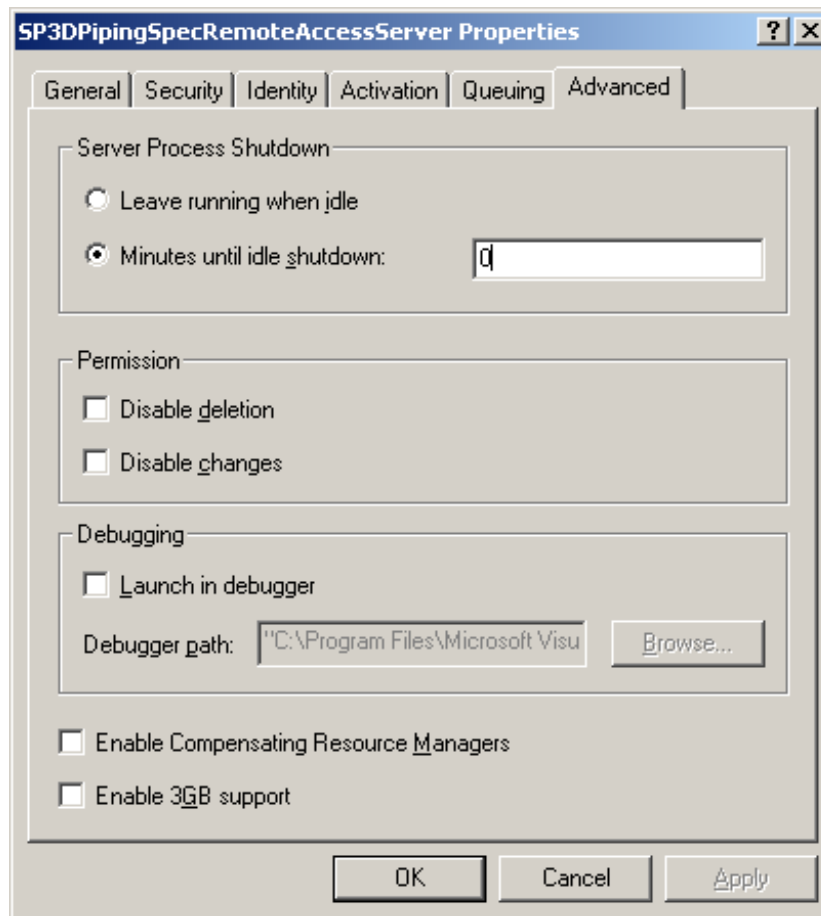 SP3DPipingSpecRemoteAccessServer Properties
General Security Identity Activation Queuing Advanced
Server Process Shutdown
Leave running when idle
Minutes until idle shutdown: 0
Permission
Disable deletion
Disable changes
Debugging
Launch in debugger
Debugger path: "C:\Program Files\Microsoft Visu Browse...
Enable Compensating Resource Managers
Enable 3GB support
OK Cancel Apply